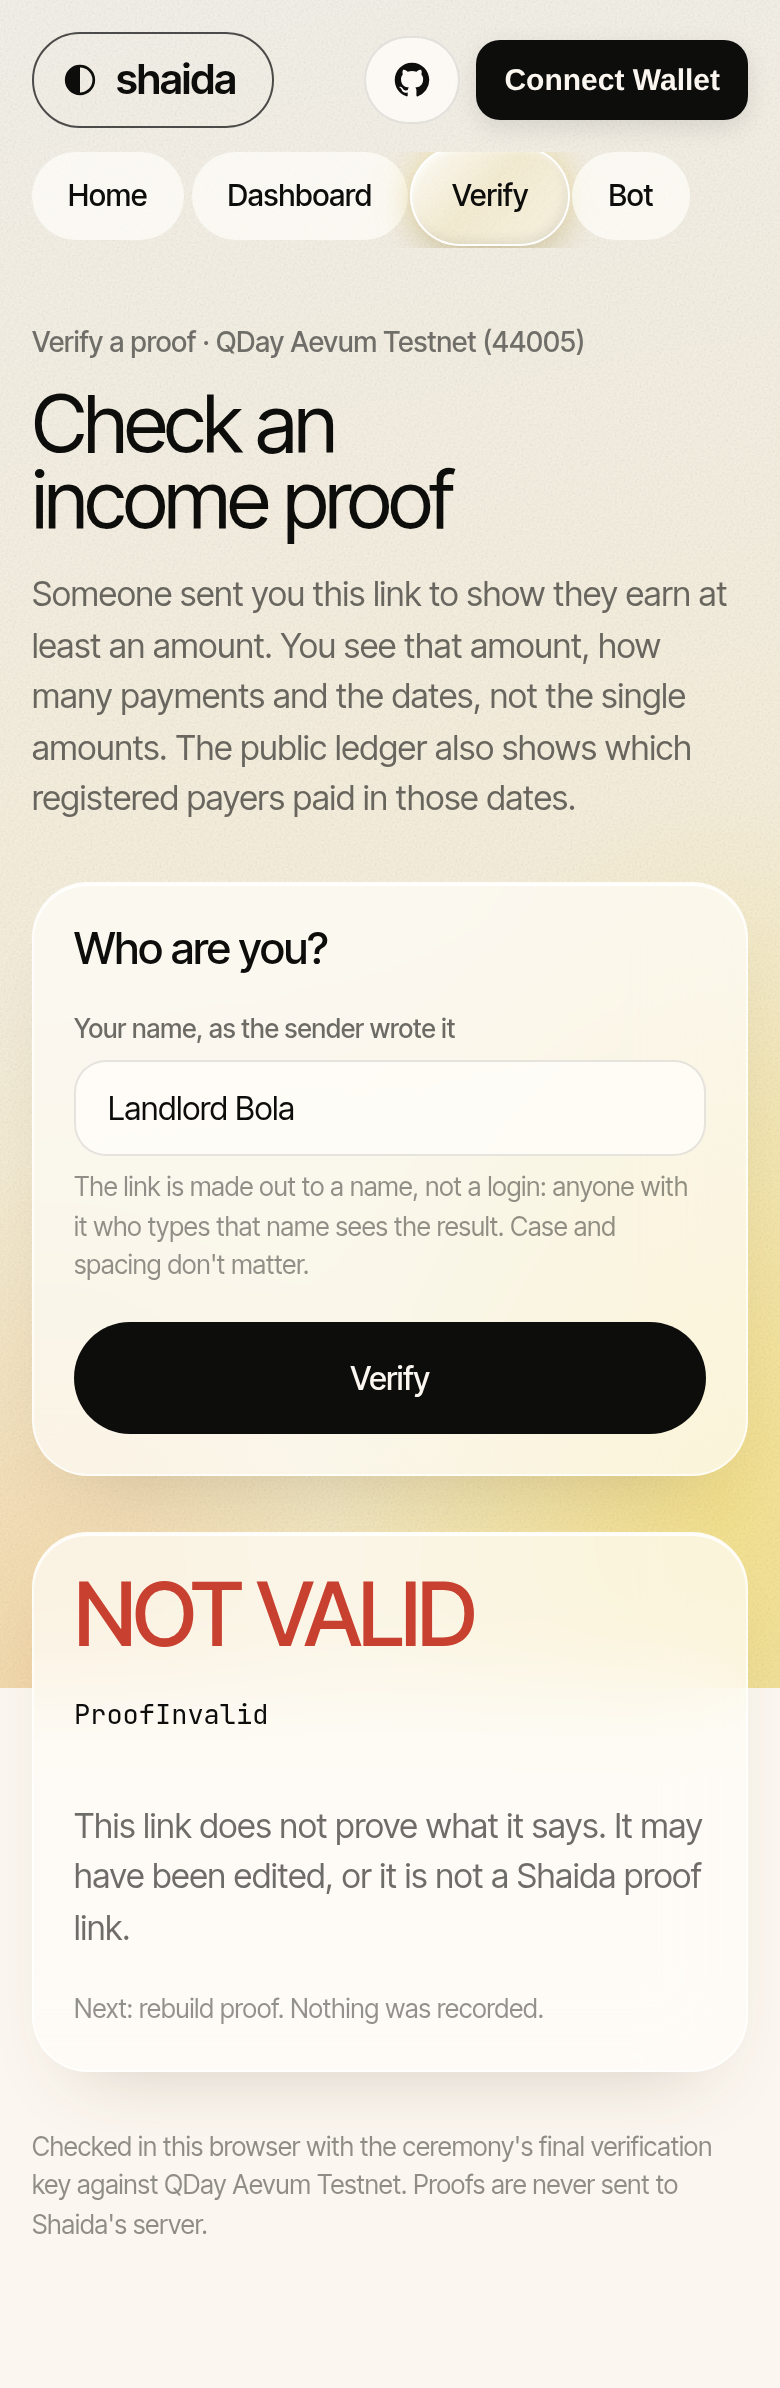 shaida
Connect Wallet
Home
Dashboard
Verify
Bot
Verify a proof · QDay Aevum Testnet (44005)
Check an
income proof
Someone sent you this link to show they earn at
least an amount. You see that amount, how
many payments and the dates, not the single
amounts. The public ledger also shows which
registered payers paid in those dates.
Who are you?
Your name, as the sender wrote it
Landlord Bola
The link is made out to a name, not a login: anyone with
it who types that name sees the result. Case and
spacing don't matter.
Verify
NOT VALID
ProofInvalid
This link does not prove what it says. It may
have been edited, or it is not a Shaida proof
link.
Next: rebuild proof. Nothing was recorded.
Checked in this browser with the ceremony's final verification
key against QDay Aevum Testnet. Proofs are never sent to
Shaida's server.